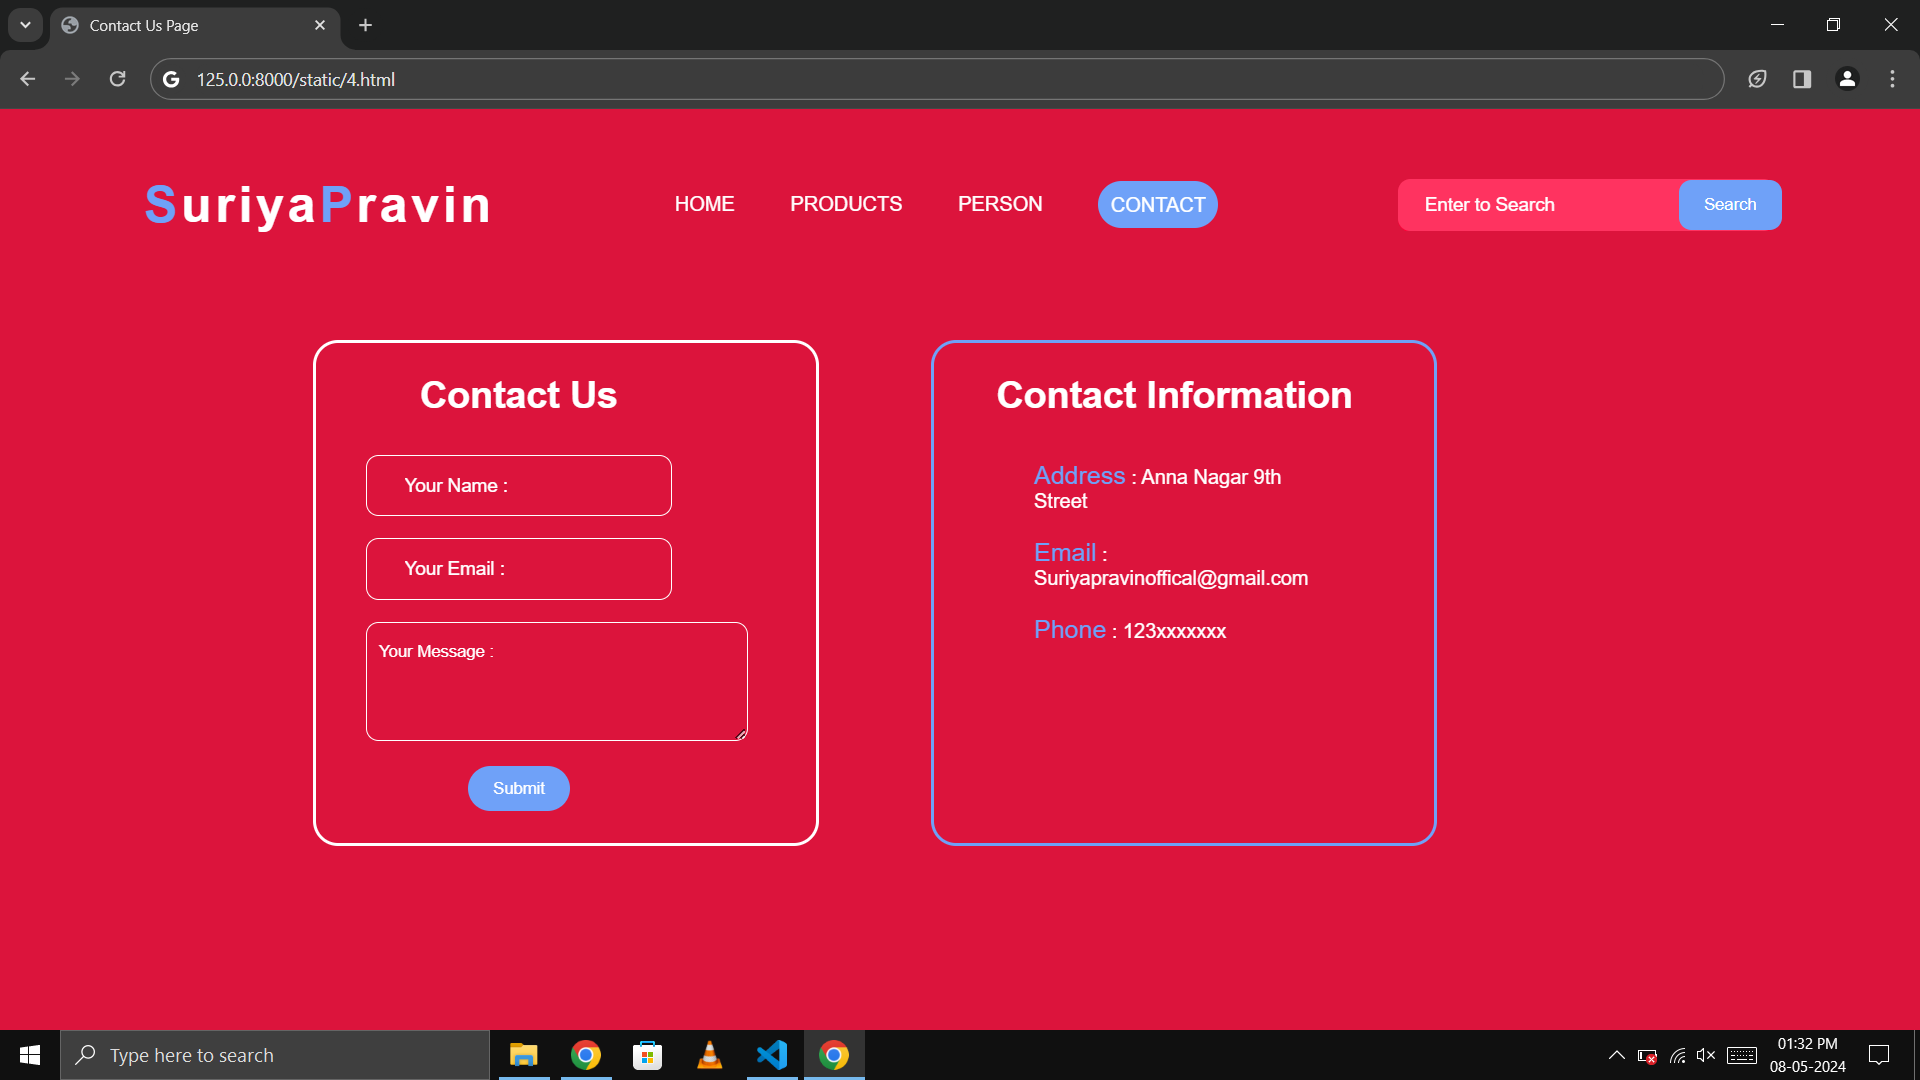 Contact Us Page
125.0.0:8000/static/4.html
SuriyaPravin
HOME PRODUCTS PERSON CONTACT
Enter to Search Search
Contact Us
Your Name :
Your Email :
Your Message :
Submit
Contact Information
Address : Anna Nagar 9th
Street
Email :
Suriyapravinoffical@gmail.com
Phone : 123xxxxxxx
Type here to search
01:32 PM
08-05-2024